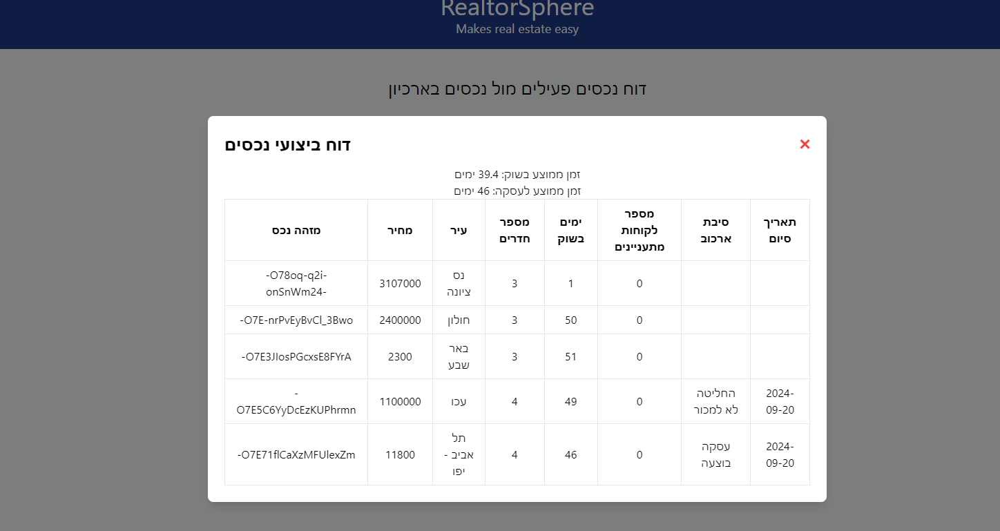 RealtorSphere
Makes real estate easy
דוח נכסים פעילים מול נכסים בארכיון
דוח ביצועי נכסים
זמן ממוצע בשוק: 39.4 ימים
זמן ממוצע לעסקה: 46 ימים
מזהה נכס
מחיר
עיר
מספר
חדרים
ימים
בשוק
מספר
לקוחות
מתעניינים
סיבת
ארכוב
תאריך
סיום
-O78oq-q2i-
onSnWm24-
3107000
נס
ציונה
3
1
0
-O7E-nrPvEyBvCl_3Bwo
2400000
חולון
3
50
0
-O7E3JIosPGcxsE8FYrA
2300
באר
שבע
3
51
0
-
O7E5C6YyDcEzKUPhrmn
1100000
עכו
4
49
0
החליטה
לא למכור
2024-
09-20
-O7E71flCaXzMFUlexZm
11800
תל
אביב -
יפו
4
46
0
עסקה
בוצעה
2024-
09-20